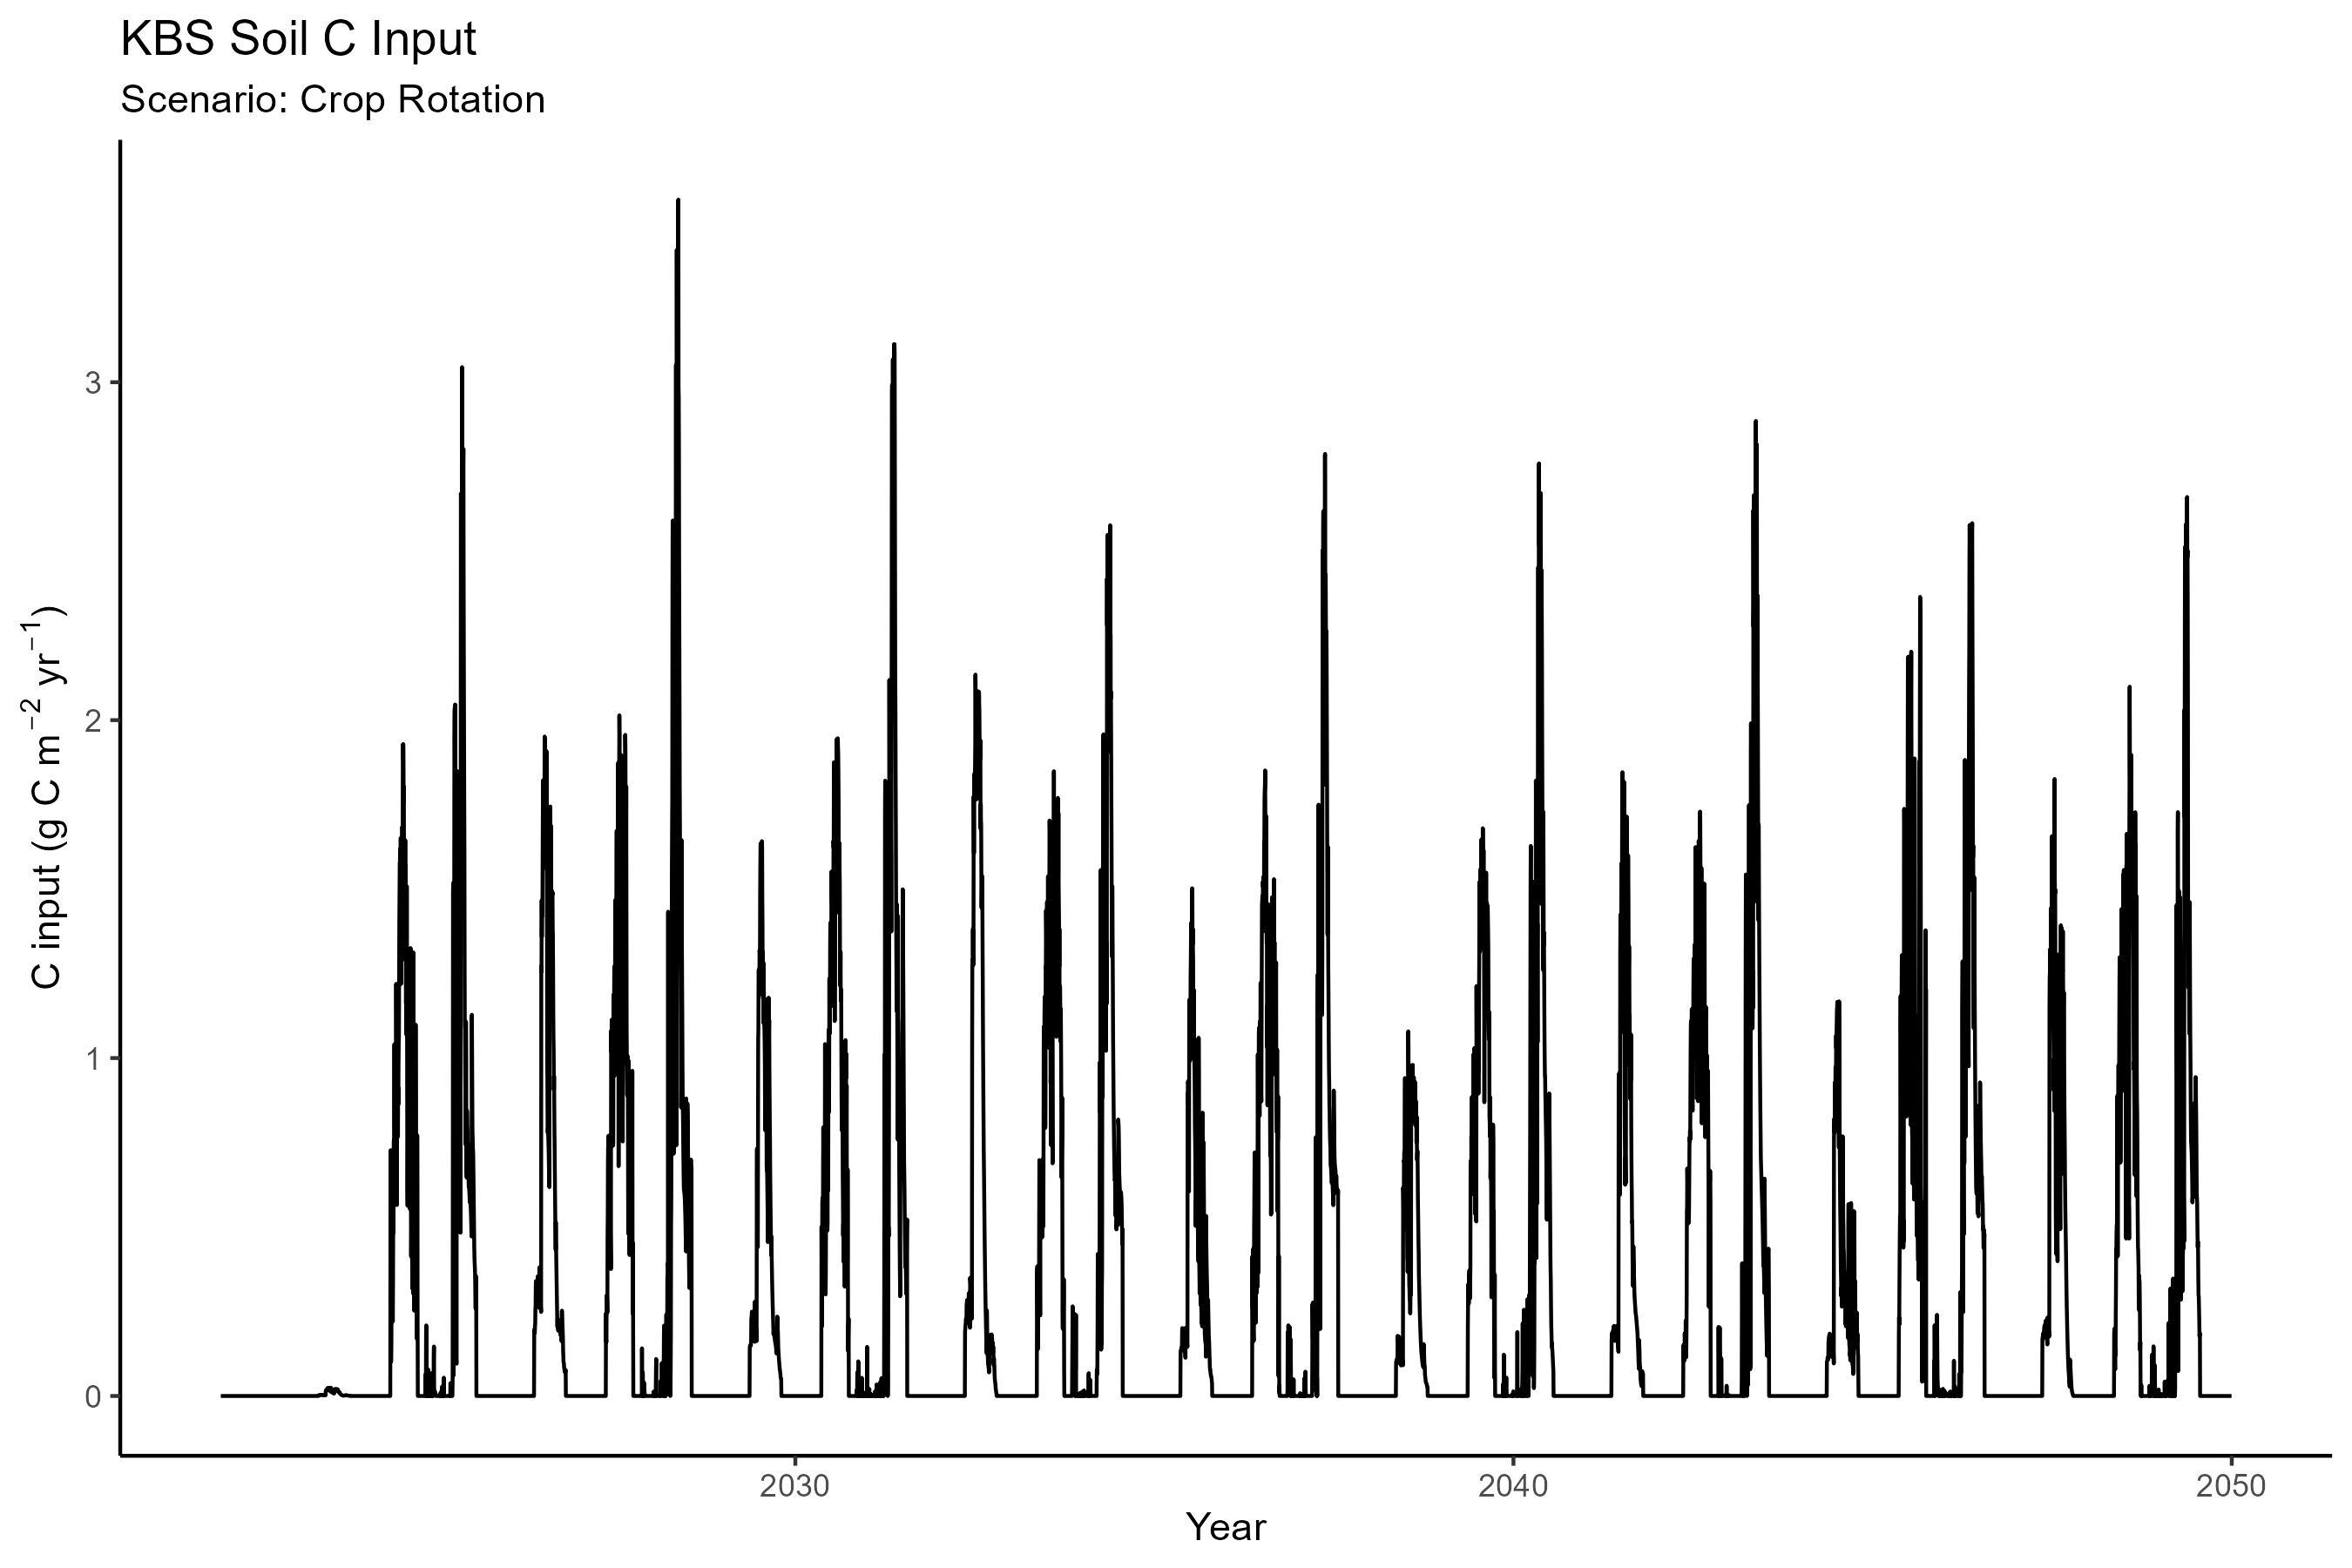 KBS Soil C Input
Scenario: Crop Rotation
3
2
1
0
C input (g C m⁻² yr⁻¹)
2030
2040
2050
Year